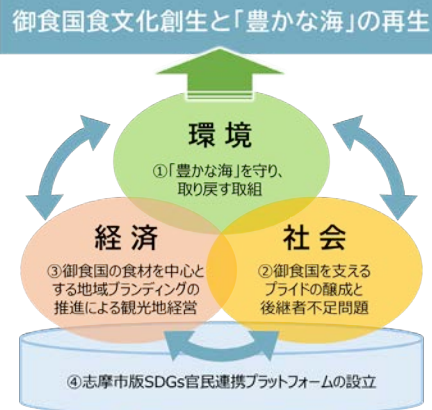 御食国食文化創生と「豊かな海」の再生
環境
①「豊かな海」を守り、
取り戻す取組
経済
③御食国の食材を中心と
する地域ブランディングの
推進による観光地経営
社会
②御食国を支える
プライドの醸成と
後継者不足問題
④志摩市版SDGs官民連携プラットフォームの設立